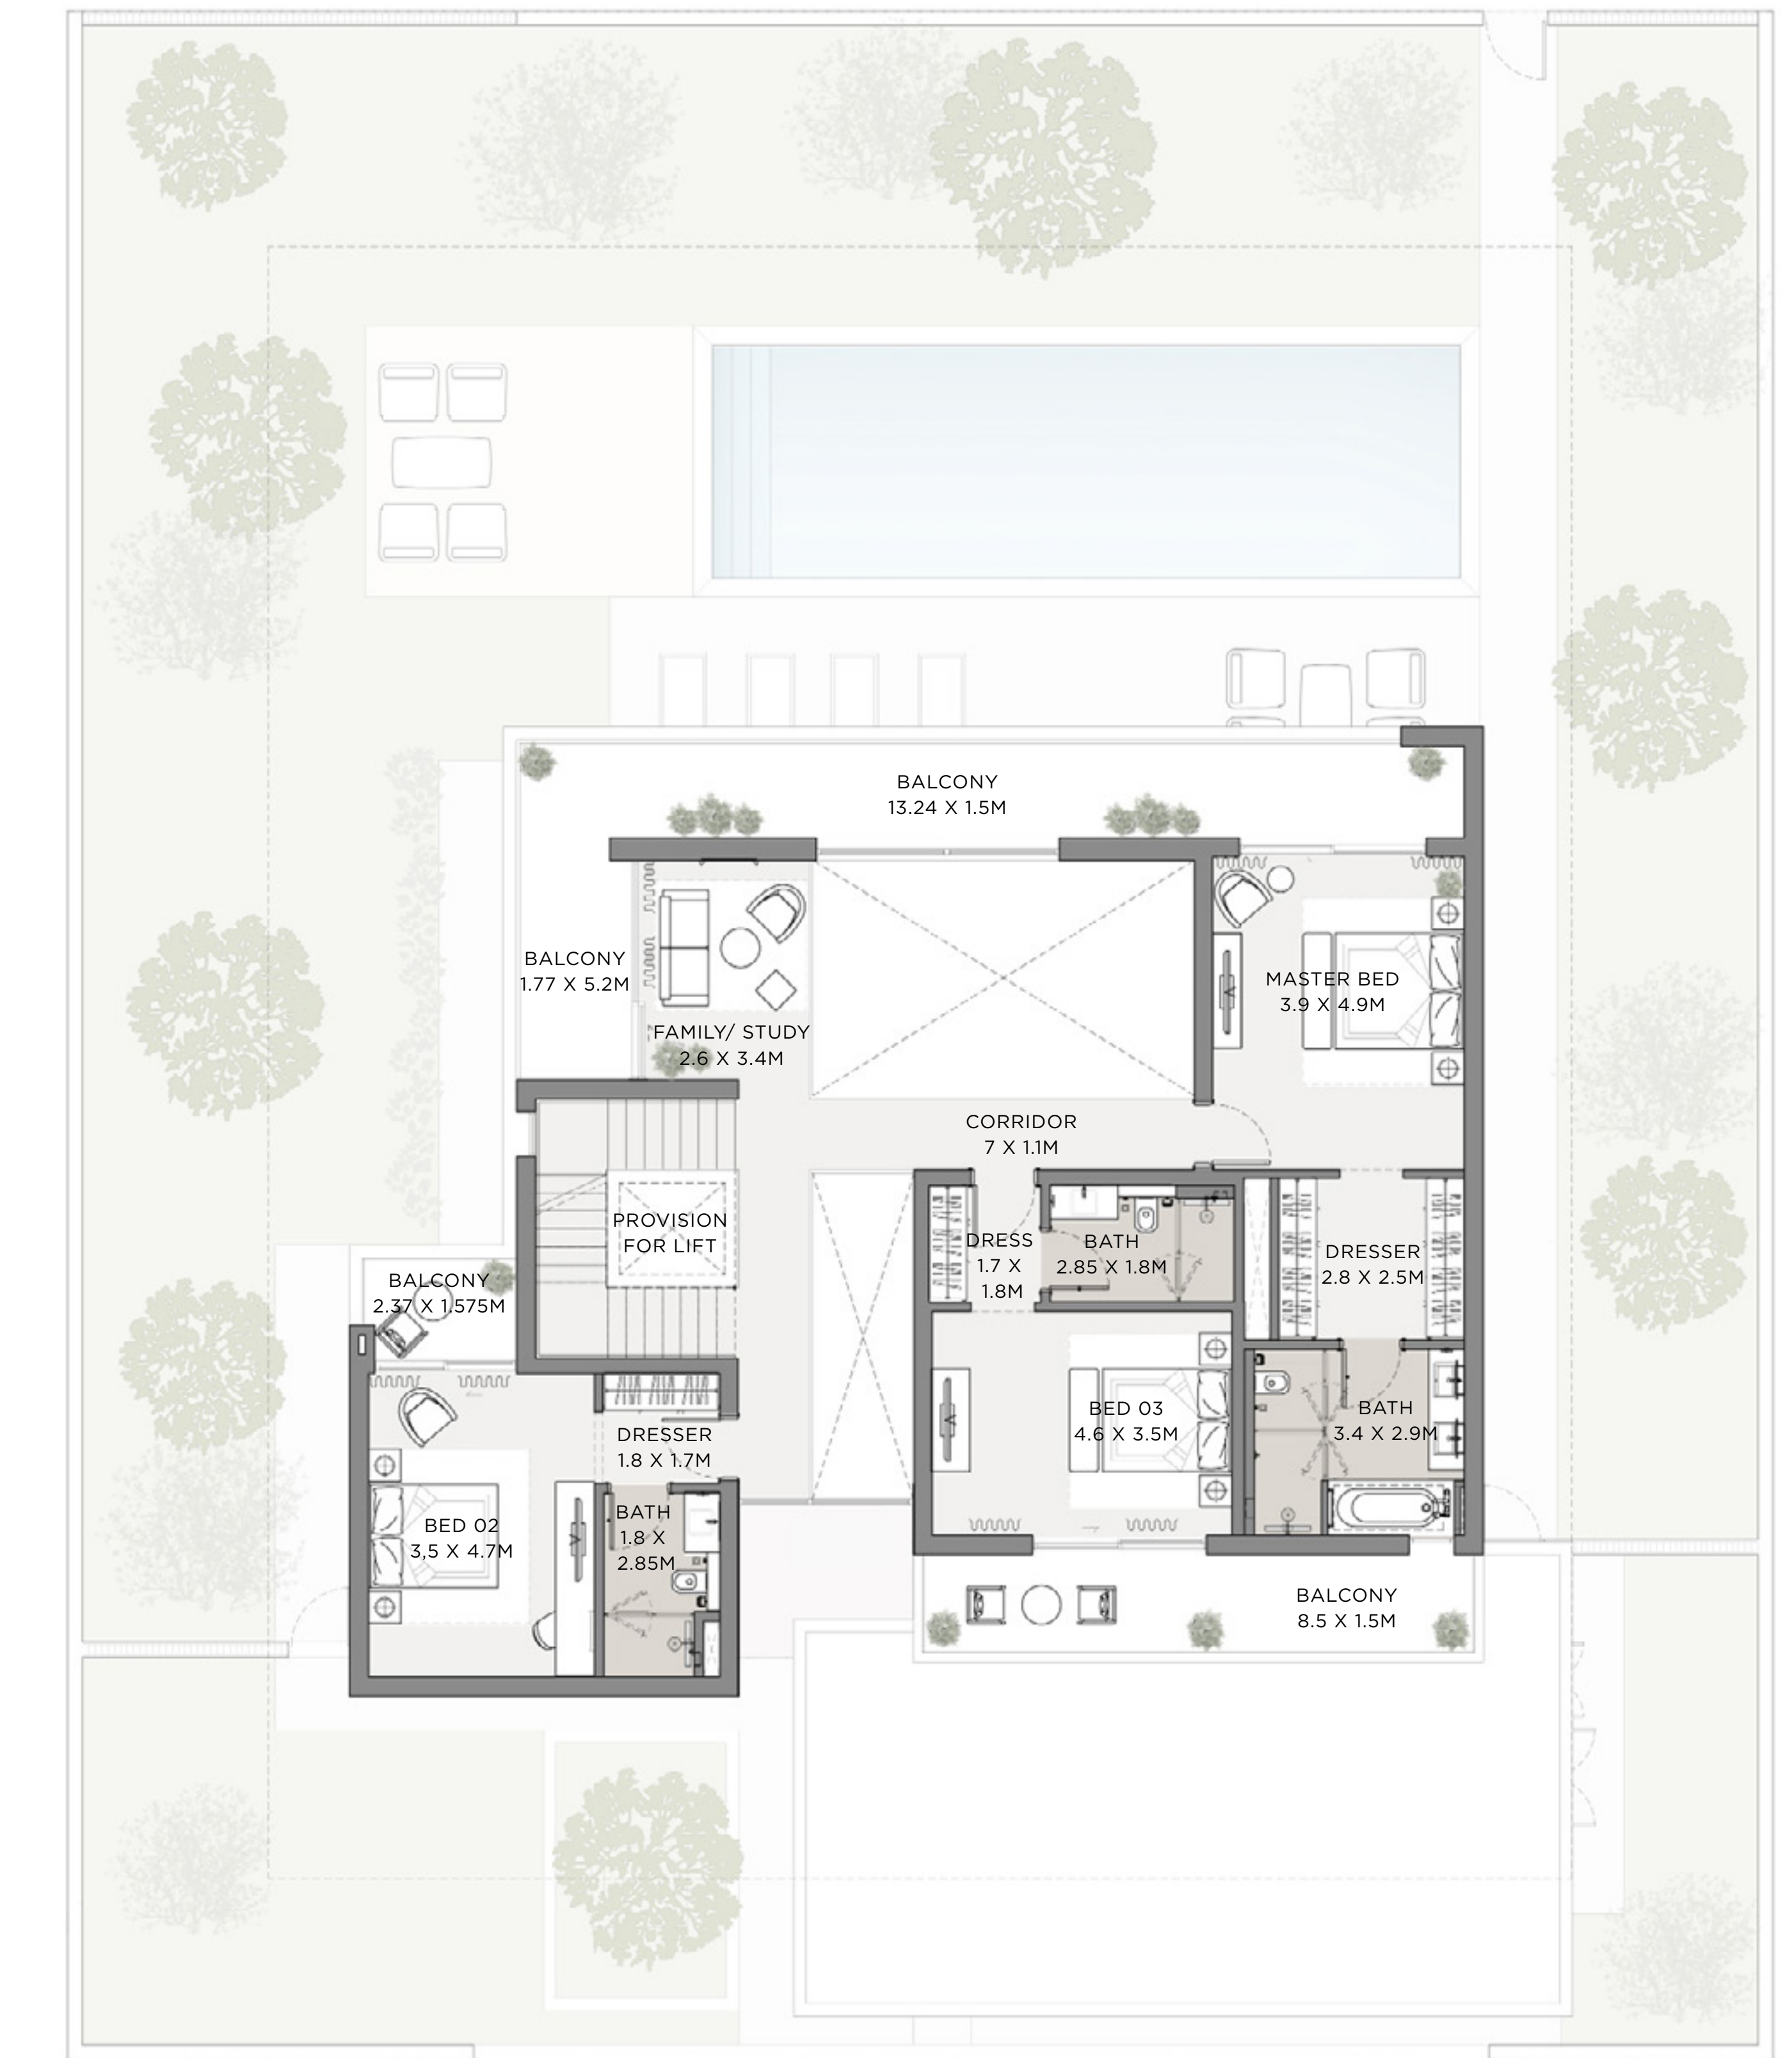 BALCONY
13.24 X 1.5M
BALCONY
1.77 X 5.2M
FAMILY/ STUDY
2.6 X 3.4M
MASTER BED
3.9 X 4.9M
CORRIDOR
7 X 1.1M
PROVISION
FOR LIFT
DRESS
1.7 X
1.8M
BATH
2.85 X 1.8M
DRESSER
2.8 X 2.5M
BALCONY
2.37 X 1.575M
BED 03
4.6 X 3.5M
BATH
3.4 X 2.9M
DRESSER
1.8 X 1.7M
BED 02
3,5 X 4.7M
BATH
1.8 X
2.85M
BALCONY
8.5 X 1.5M